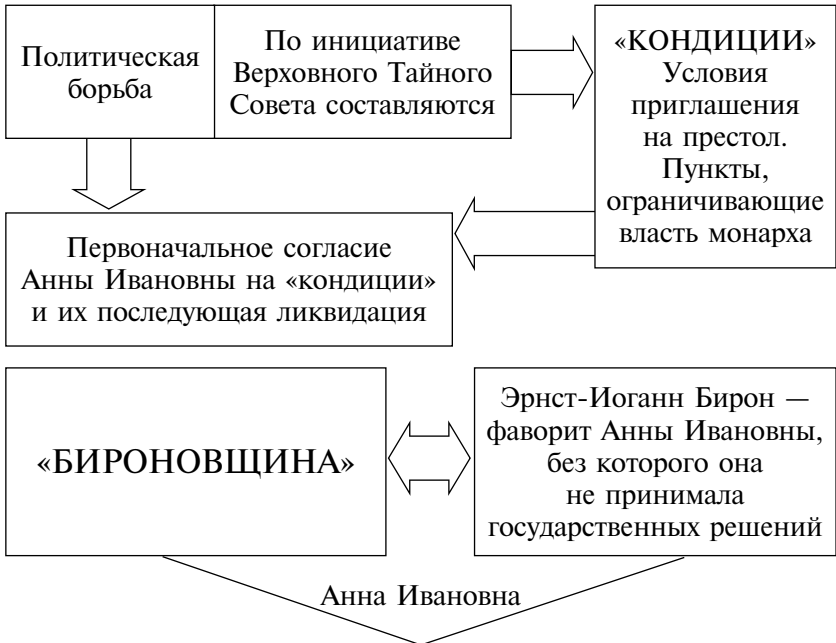 Политическая
борьба
По инициативе
Верховного Тайного
Совета составляются
«КОНДИЦИИ»
Условия
приглашения
на престол.
Пункты,
ограничивающие
власть монарха
Первоначальное согласие
Анны Ивановны на «кондиции»
и их последующая ликвидация
«БИРОНОВЩИНА»
Эрнст-Иоганн Бирон —
фаворит Анны Ивановны,
без которого она
не принимала
государственных решений
Анна Ивановна